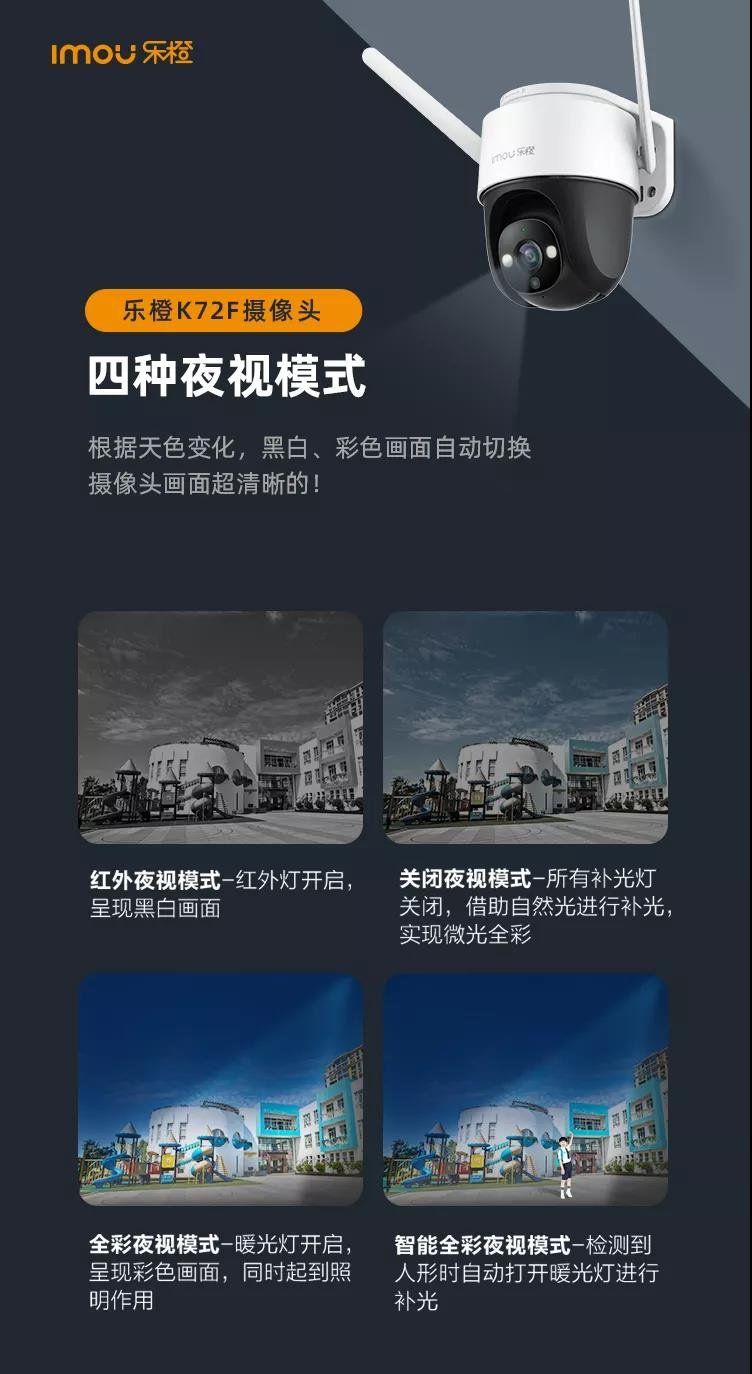 imou 乐橙
imou 乐橙
乐橙K72F摄像头
四种夜视模式
根据天色变化，黑白、彩色画面自动切换
摄像头画面超清晰的！
红外夜视模式-红外灯开启，
呈现黑白画面
关闭夜视模式-所有补光灯
关闭，借助自然光进行补光，
实现微光全彩
全彩夜视模式-暖光灯开启，
呈现彩色画面，同时起到照
明作用
智能全彩夜视模式-检测到
人形时自动打开暖光灯进行
补光